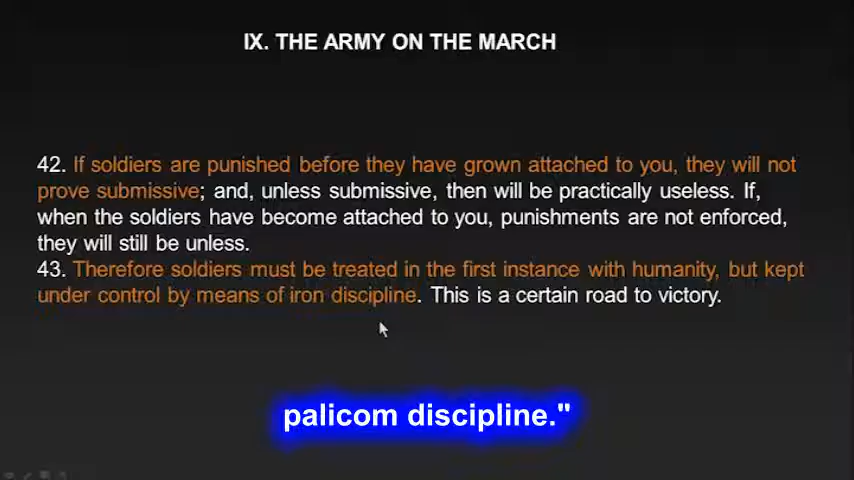 IX. THE ARMY ON THE MARCH
42. If soldiers are punished before they have grown attached to you, they will not
prove submissive; and, unless submissive, then will be practically useless. If,
when the soldiers have become attached to you, punishments are not enforced,
they will still be unless.
43. Therefore soldiers must be treated in the first instance with humanity, but kept
under control by means of iron discipline. This is a certain road to victory.
palicom discipline."